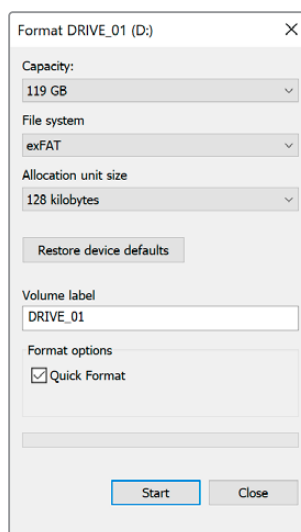 Format DRIVE_01 (D:)
Capacity:
119 GB
File system
exFAT
Allocation unit size
128 kilobytes
Restore device defaults
Volume label
DRIVE_01
Format options
Quick Format
Start Close